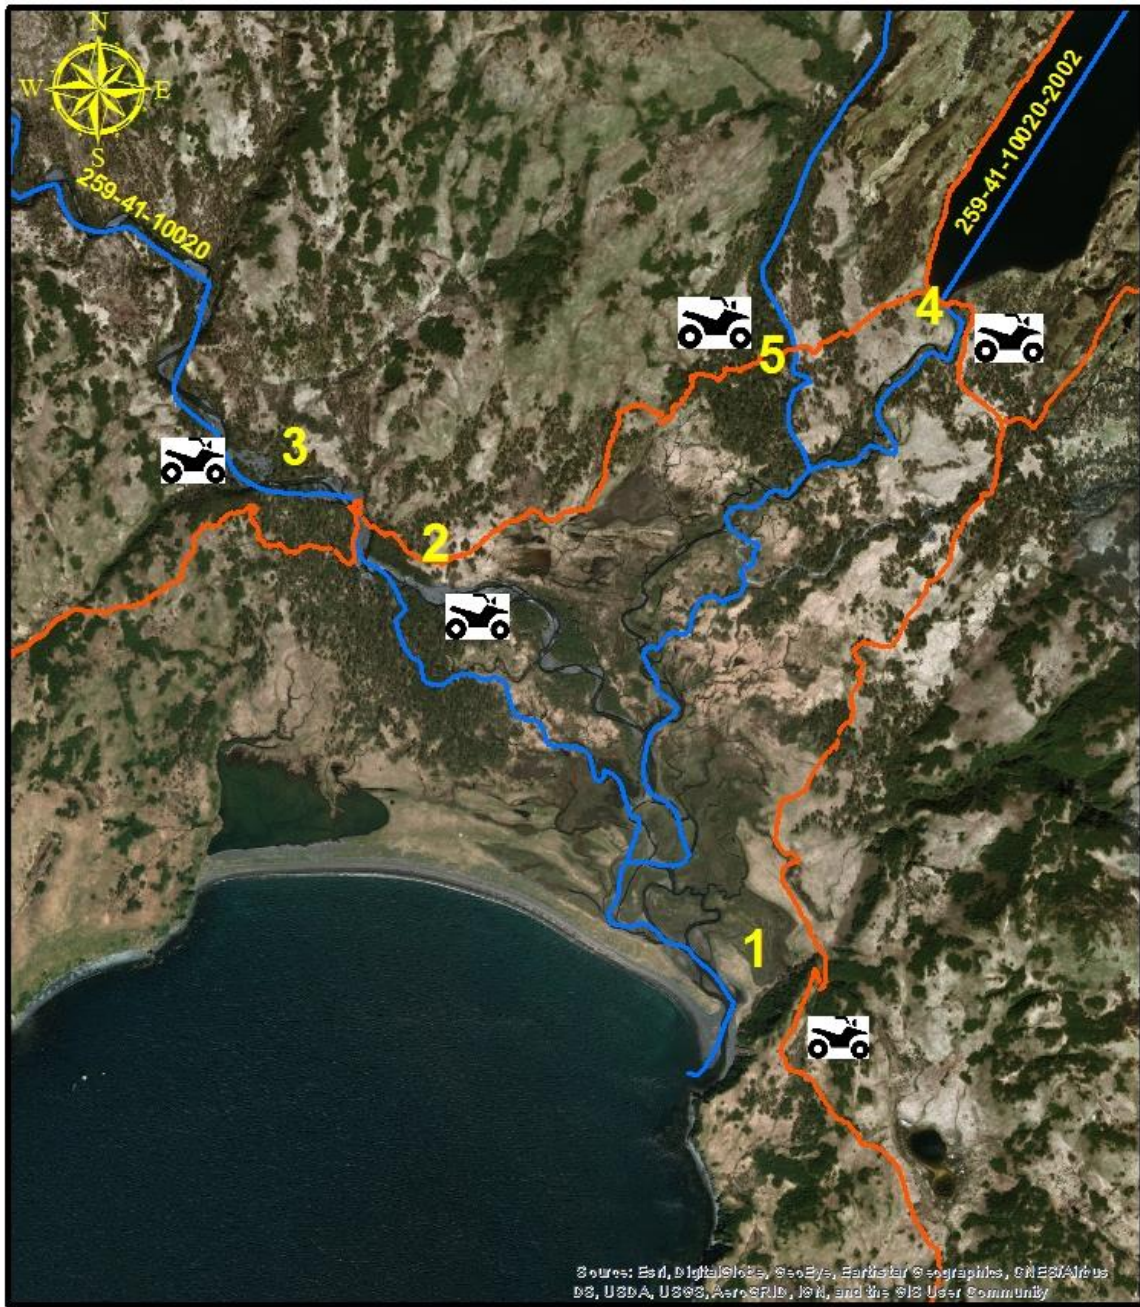 N
W E
S
259-41-10020
259-41-10020-2002
4
5
3
2
1
Source: Esri, DigitalGlobe, GeoEye, Earthstar Geographics, CNES/Airbus
DS, USDA, USGS, AeroGRID, IGN, and the GIS User Community